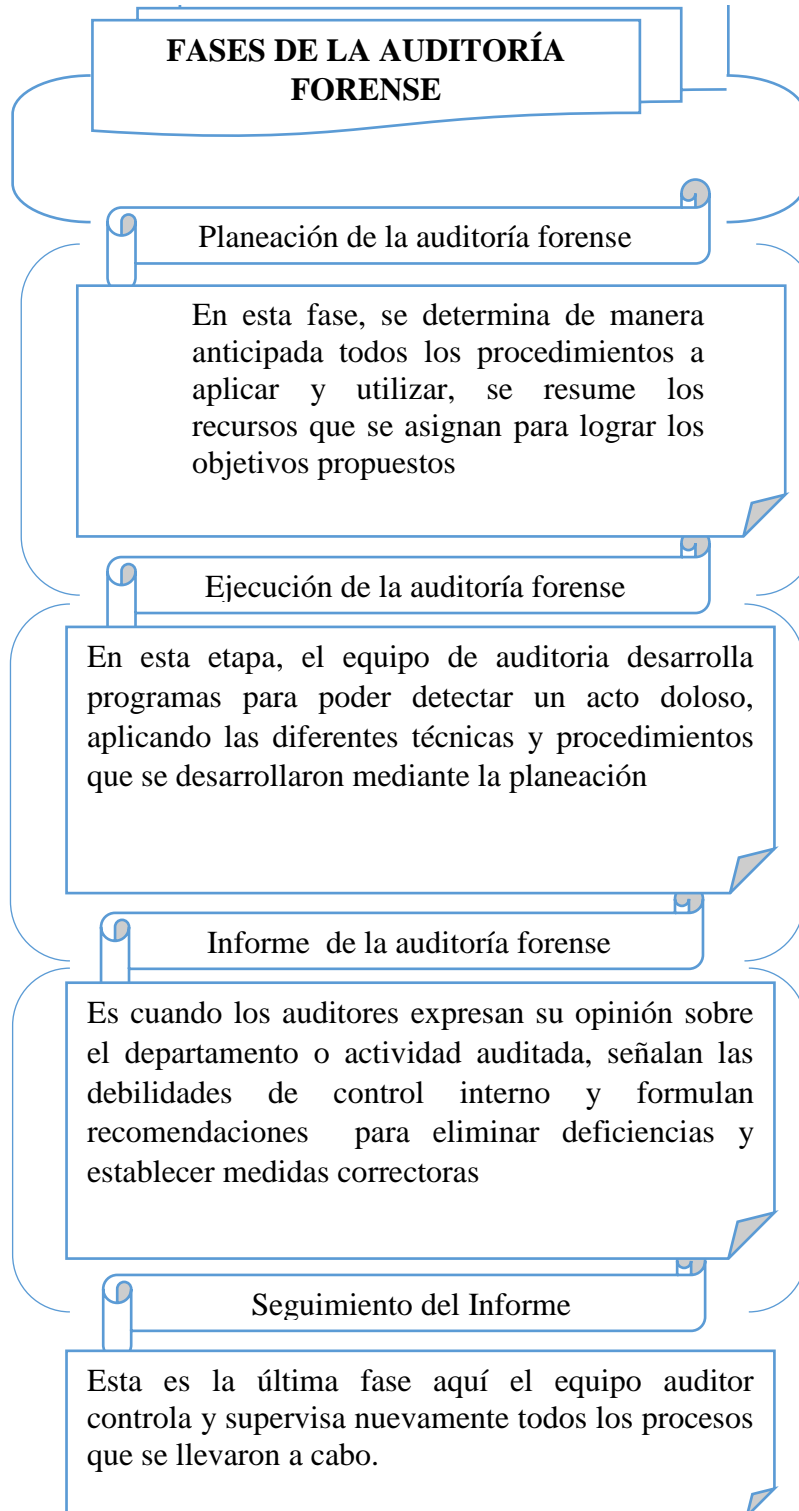 FASES DE LA AUDITORÍA
FORENSE
Planeación de la auditoría forense
En esta fase, se determina de manera
anticipada todos los procedimientos a
aplicar y utilizar, se resume los
recursos que se asignan para lograr los
objetivos propuestos
Ejecución de la auditoría forense
En esta etapa, el equipo de auditoria desarrolla
programas para poder detectar un acto doloso,
aplicando las diferentes técnicas y procedimientos
que se desarrollaron mediante la planeación
Informe de la auditoría forense
Es cuando los auditores expresan su opinión sobre
el departamento o actividad auditada, señalan las
debilidades de control interno y formulan
recomendaciones para eliminar deficiencias y
establecer medidas correctoras
Seguimiento del Informe
Esta es la última fase aquí el equipo auditor
controla y supervisa nuevamente todos los procesos
que se llevaron a cabo.